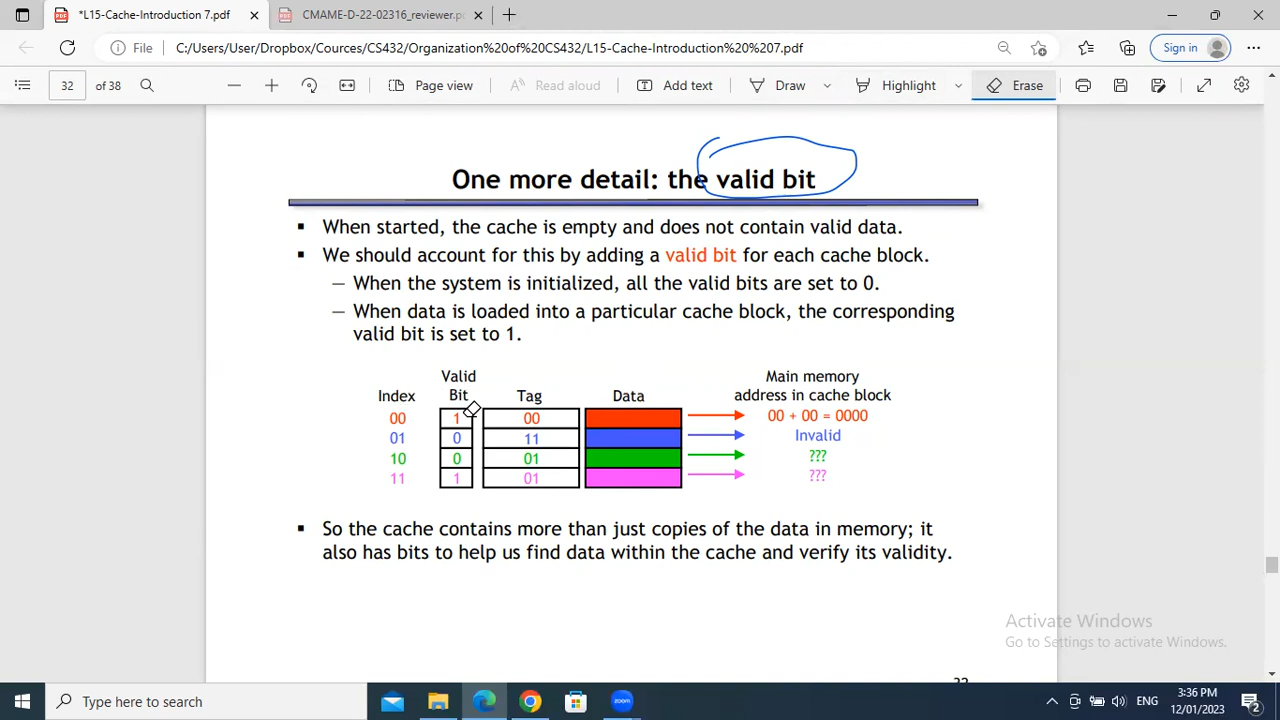 *L15-Cache-Introduction 7.pdf
CMAME-D-22-02316_reviewer.pd
File
C:/Users/User/Dropbox/Cources/CS432/Organization%20of%20CS432/L15-Cache-Introduction%20%207.pdf
Sign in
32 of 38
Page view
Read aloud
Add text
Draw
Highlight
Erase
One more detail: the valid bit
When started, the cache is empty and does not contain valid data.
We should account for this by adding a valid bit for each cache block.
— When the system is initialized, all the valid bits are set to 0.
— When data is loaded into a particular cache block, the corresponding
valid bit is set to 1.
Valid Main memory
Index Bit Tag Data address in cache block
00 1 00 00 + 00 = 0000
01 0 11 Invalid
10 0 01 ???
11 1 01 ???
So the cache contains more than just copies of the data in memory; it
also has bits to help us find data within the cache and verify its validity.
Activate Windows
Go to Settings to activate Windows.
Type here to search
zoom
ENG
3:36 PM
12/01/2023
2